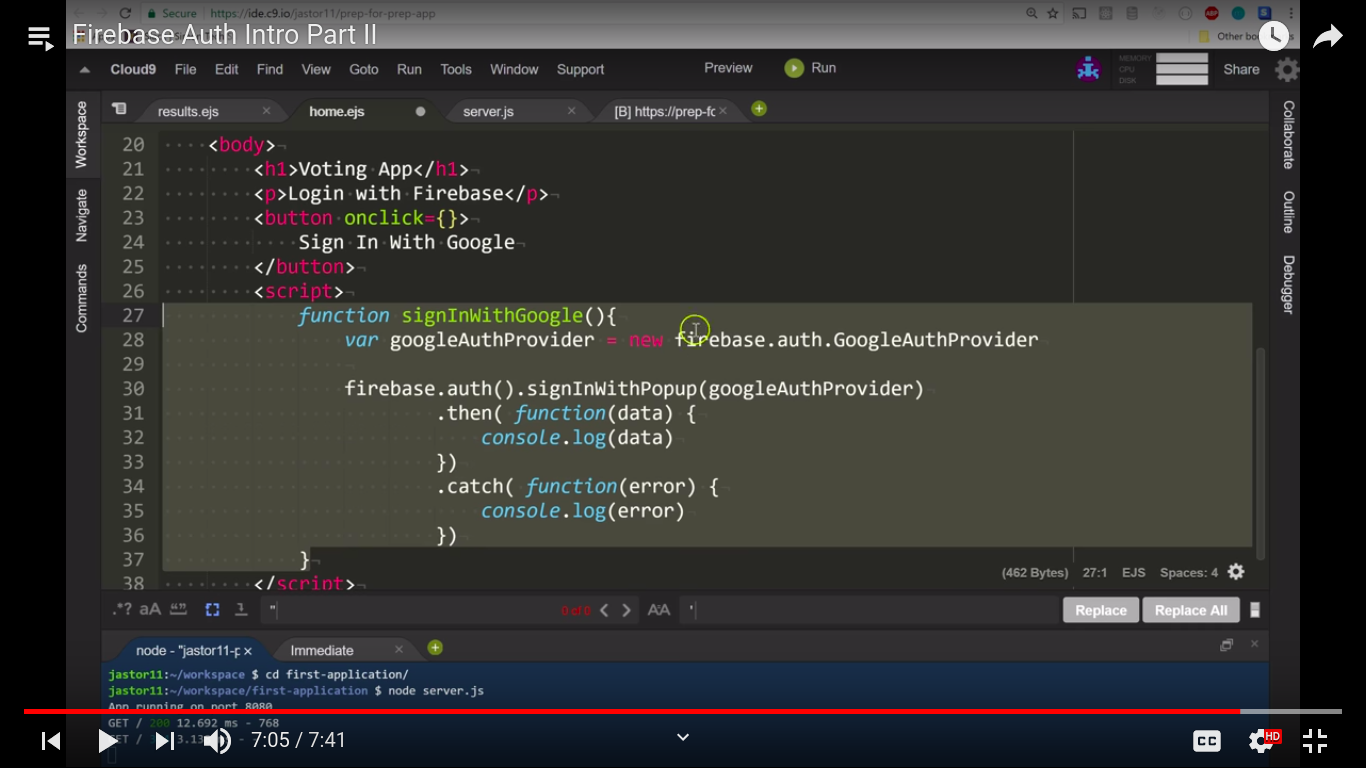 Secure https://ide.c9.io/jastor11/prep-for-prep-app
Firebase Auth Intro Part II
Cloud9 File Edit Find View Goto Run Tools Window Support Preview Run MEMORY CPU DISK Share
results.ejs home.ejs server.js [B] https://prep-fc
Workspace
Navigate
Commands
Collaborate
Outline
Debugger
20 <body>
21 <h1>Voting App</h1>
22 <p>Login with Firebase</p>
23 <button onclick={}>
24 Sign In With Google
25 </button>
26 <script>
27 function signInWithGoogle(){
28 var googleAuthProvider = new firebase.auth.GoogleAuthProvider
29
30 firebase.auth().signInWithPopup(googleAuthProvider)
31 .then( function(data) {
32 console.log(data)
33 })
34 .catch( function(error) {
35 console.log(error)
36 })
37 }
38 </script>
(462 Bytes) 27:1 EJS Spaces: 4
.*? aA “” " 0 of 0 AA ' Replace Replace All
node - "jastor11-p Immediate
jastor11:~/workspace $ cd first-application/
jastor11:~/workspace/first-application $ node server.js
App running on port 8080
GET / 200 12.692 ms - 768
GET /
7:05 / 7:41 CC HD